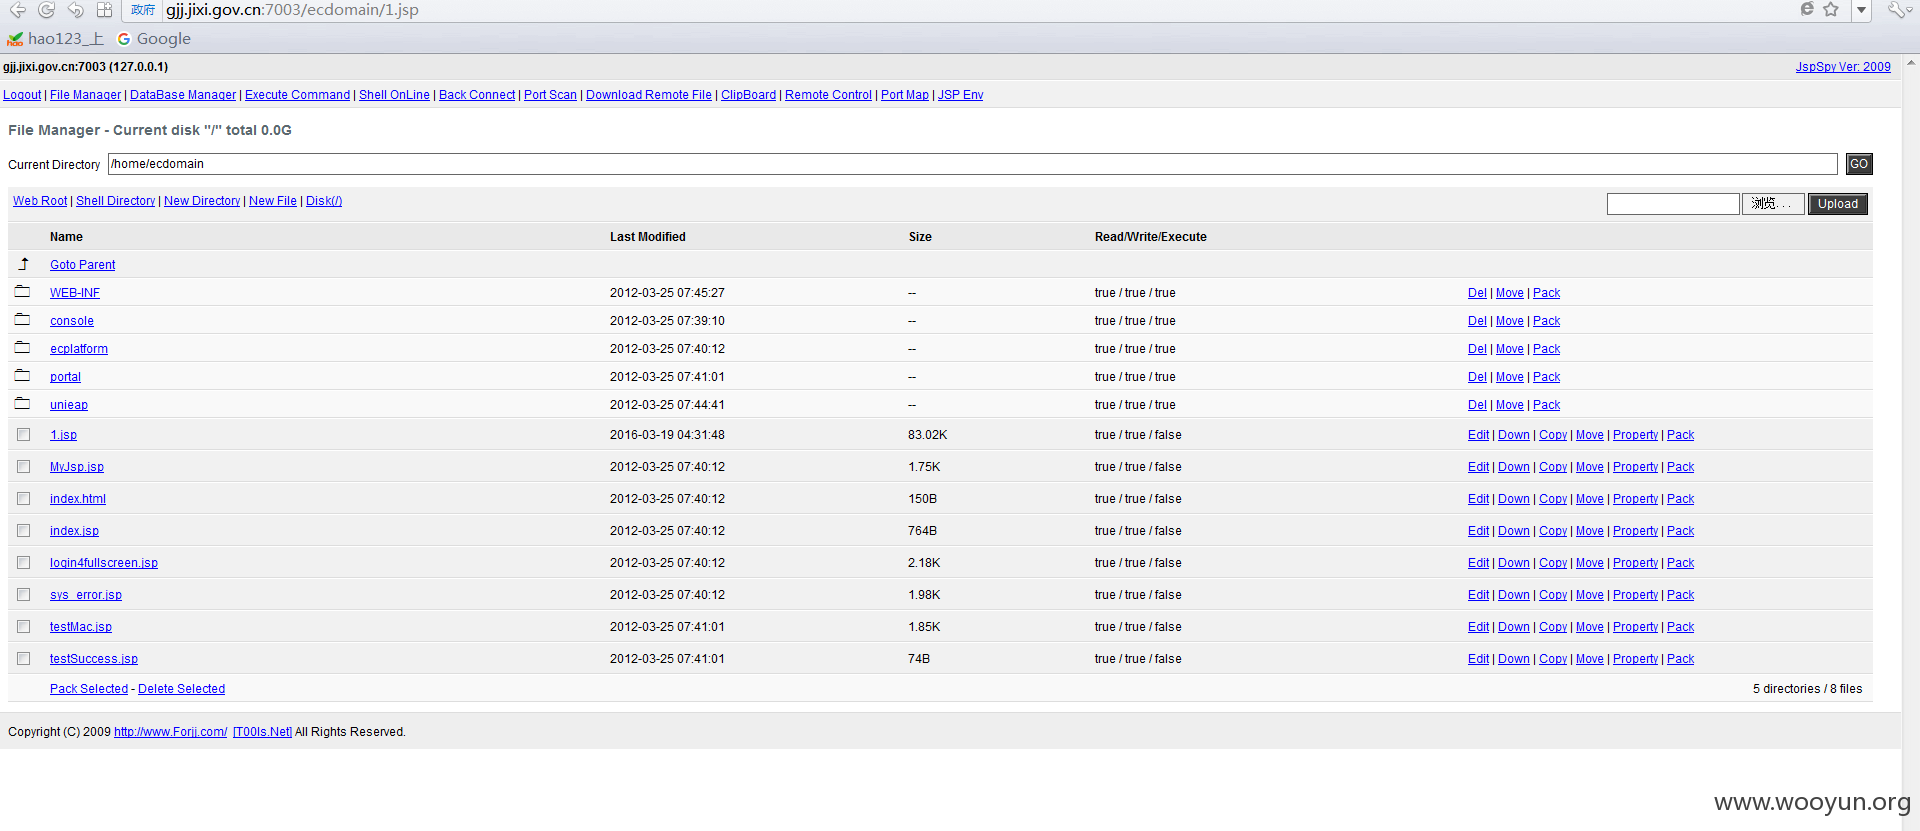 政府 gjj.jixi.gov.cn:7003/ecdomain/1.jsp
hao123_上 Google
gjj.jixi.gov.cn:7003 (127.0.0.1) JspSpy Ver: 2009
Logout | File Manager | DataBase Manager | Execute Command | Shell OnLine | Back Connect | Port Scan | Download Remote File | ClipBoard | Remote Control | Port Map | JSP Env
File Manager - Current disk "/" total 0.0G
Current Directory /home/ecdomain GO
Web Root | Shell Directory | New Directory | New File | Disk(/) 浏览... Upload
Name Last Modified Size Read/Write/Execute
Goto Parent
WEB-INF 2012-03-25 07:45:27 -- true / true / true Del | Move | Pack
console 2012-03-25 07:39:10 -- true / true / true Del | Move | Pack
ecplatform 2012-03-25 07:40:12 -- true / true / true Del | Move | Pack
portal 2012-03-25 07:41:01 -- true / true / true Del | Move | Pack
unieap 2012-03-25 07:44:41 -- true / true / true Del | Move | Pack
1.jsp 2016-03-19 04:31:48 83.02K true / true / false Edit | Down | Copy | Move | Property | Pack
MyJsp.jsp 2012-03-25 07:40:12 1.75K true / true / false Edit | Down | Copy | Move | Property | Pack
index.html 2012-03-25 07:40:12 150B true / true / false Edit | Down | Copy | Move | Property | Pack
index.jsp 2012-03-25 07:40:12 764B true / true / false Edit | Down | Copy | Move | Property | Pack
login4fullscreen.jsp 2012-03-25 07:40:12 2.18K true / true / false Edit | Down | Copy | Move | Property | Pack
sys_error.jsp 2012-03-25 07:40:12 1.98K true / true / false Edit | Down | Copy | Move | Property | Pack
testMac.jsp 2012-03-25 07:41:01 1.85K true / true / false Edit | Down | Copy | Move | Property | Pack
testSuccess.jsp 2012-03-25 07:41:01 74B true / true / false Edit | Down | Copy | Move | Property | Pack
Pack Selected - Delete Selected 5 directories / 8 files
Copyright (C) 2009 http://www.Forjj.com/ [T00ls.Net] All Rights Reserved.
www.wooyun.org